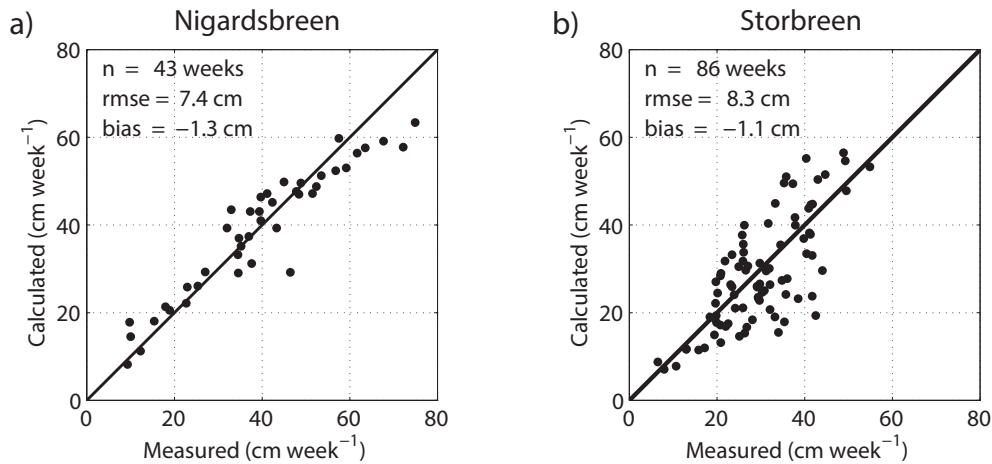 a) Nigardsbreen
80
60
40
20
0
n = 43 weeks
rmse = 7.4 cm
bias = −1.3 cm
Calculated (cm week⁻¹)
0 20 40 60 80
Measured (cm week⁻¹)
b) Storbreen
80
60
40
20
0
n = 86 weeks
rmse = 8.3 cm
bias = −1.1 cm
Calculated (cm week⁻¹)
0 20 40 60 80
Measured (cm week⁻¹)